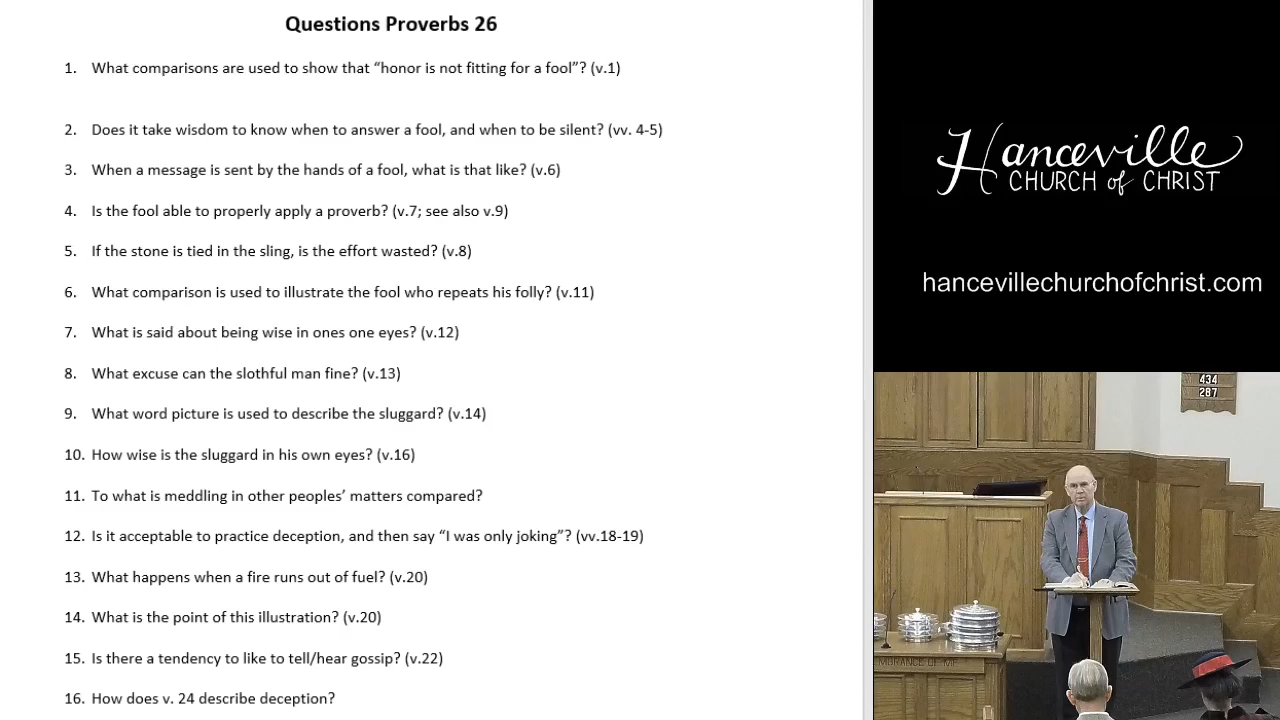 Questions Proverbs 26
1. What comparisons are used to show that “honor is not fitting for a fool”? (v.1)
2. Does it take wisdom to know when to answer a fool, and when to be silent? (vv. 4-5)
3. When a message is sent by the hands of a fool, what is that like? (v.6)
4. Is the fool able to properly apply a proverb? (v.7; see also v.9)
5. If the stone is tied in the sling, is the effort wasted? (v.8)
6. What comparison is used to illustrate the fool who repeats his folly? (v.11)
7. What is said about being wise in ones one eyes? (v.12)
8. What excuse can the slothful man fine? (v.13)
9. What word picture is used to describe the sluggard? (v.14)
10. How wise is the sluggard in his own eyes? (v.16)
11. To what is meddling in other peoples’ matters compared?
12. Is it acceptable to practice deception, and then say “I was only joking”? (vv.18-19)
13. What happens when a fire runs out of fuel? (v.20)
14. What is the point of this illustration? (v.20)
15. Is there a tendency to like to tell/hear gossip? (v.22)
16. How does v. 24 describe deception?
Hanceville
CHURCH of CHRIST
hancevillechurchofchrist.com
434
287